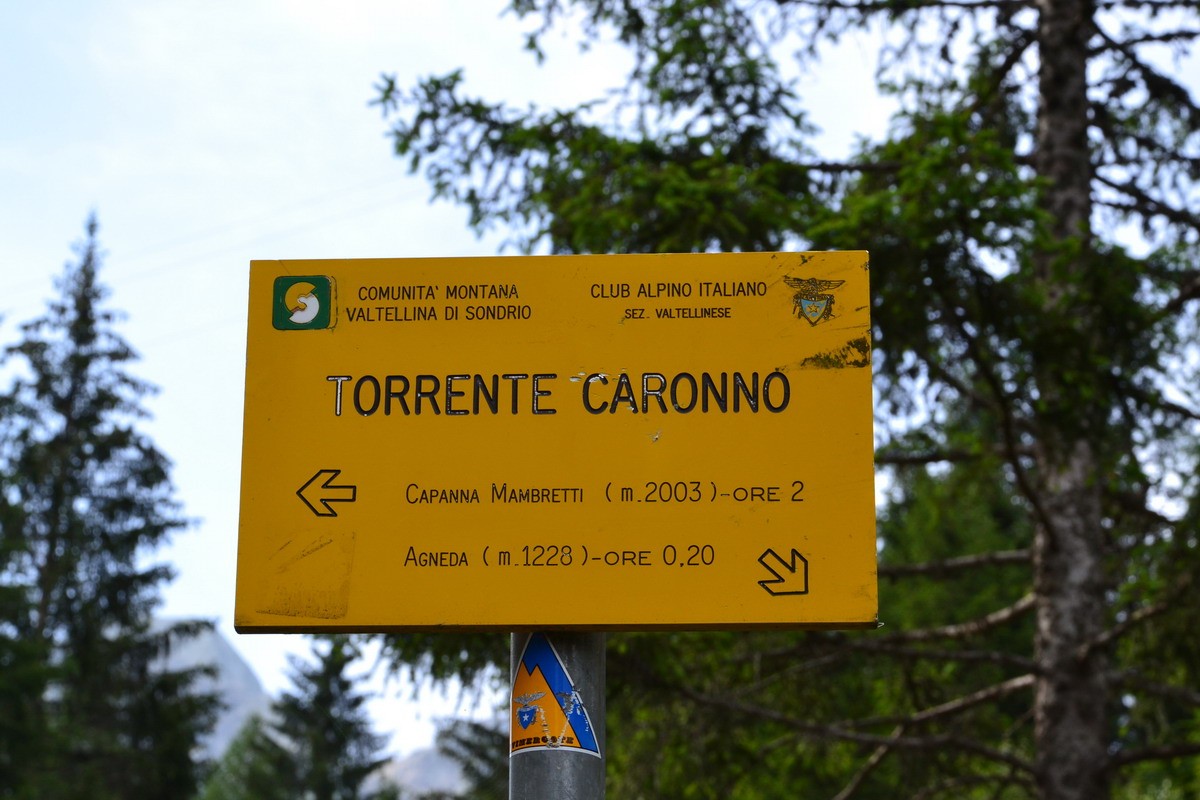 COMUNITA' MONTANA
VALTELLINA DI SONDRIO
CLUB ALPINO ITALIANO
SEZ. VALTELLINESE
TORRENTE CARONNO
CAPANNA MAMBRETTI (m.2003)-ORE 2
AGNEDA (m.1228)-ORE 0,20